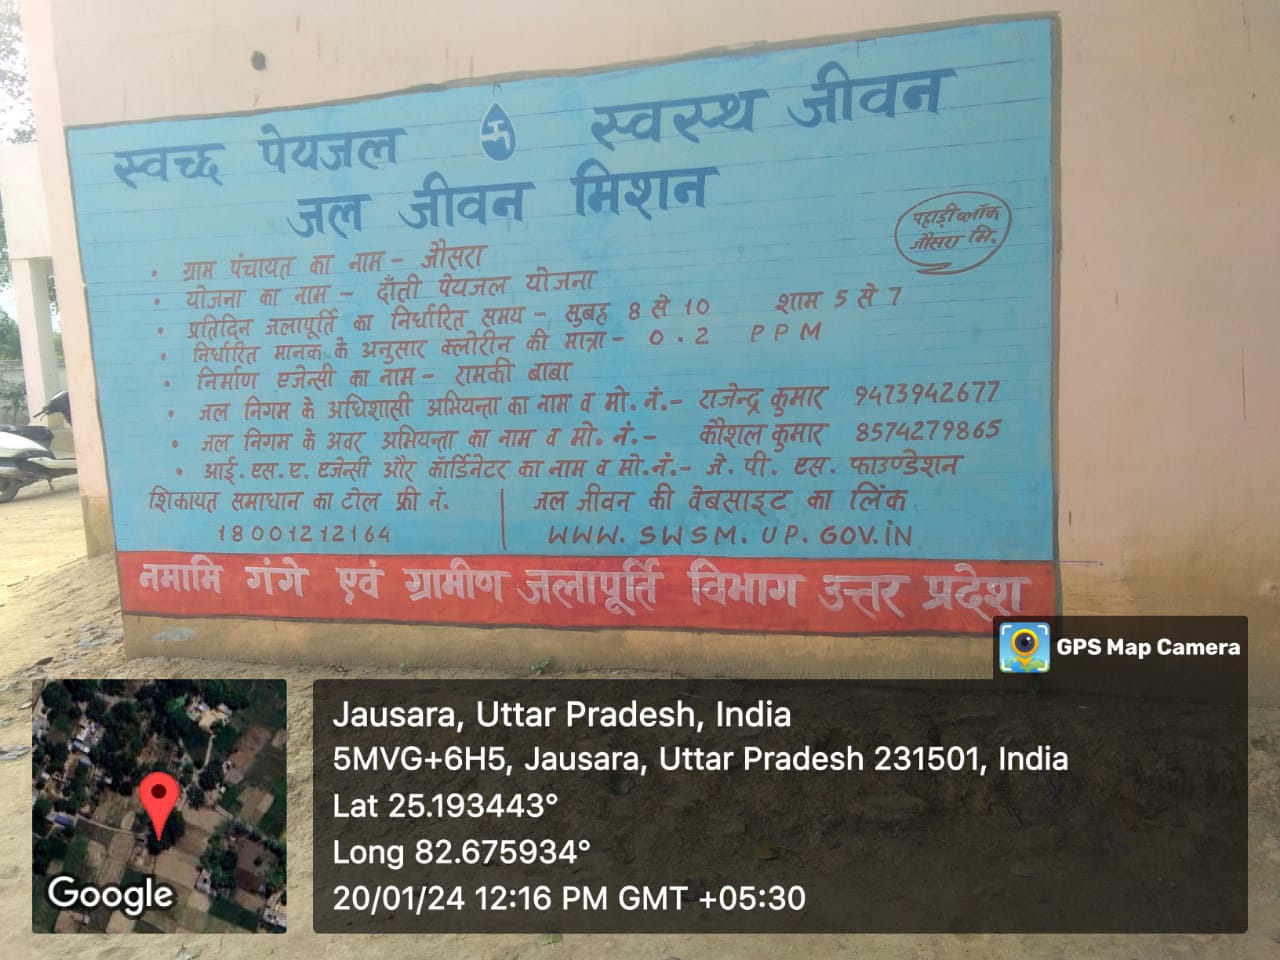 स्वच्छ पेयजल स्वस्थ जीवन
जल जीवन मिशन
पहाड़ी ब्लॉक
जौसरा मि.
• ग्राम पंचायत का नाम - जौसरा
• योजना का नाम - दाँती पेयजल योजना
• प्रतिदिन जलापूर्ति का निर्धारित समय - सुबह 8 से 10 शाम 5 से 7
• निर्धारित मानक के अनुसार क्लोरीन की मात्रा - 0.2 PPM
• निर्माण एजेन्सी का नाम - रामकी बाबा
• जल निगम के अधिशासी अभियन्ता का नाम व मो. नं. - राजेन्द्र कुमार 9473942677
• जल निगम के अवर अभियन्ता का नाम व मो. नं. - कौशल कुमार 8574279865
• आई. एस. ए. एजेन्सी और कॉर्डिनेटर का नाम व मो. नं. - जे. पी. एस. फाउण्डेशन
शिकायत समाधान का टोल फ्री नं.
18001212164
जल जीवन की वेबसाइट का लिंक
WWW.SWSM.UP.GOV.iN
नमामि गंगे एवं ग्रामीण जलापूर्ति विभाग उत्तर प्रदेश
GPS Map Camera
Jausara, Uttar Pradesh, India
5MVG+6H5, Jausara, Uttar Pradesh 231501, India
Lat 25.193443°
Long 82.675934°
20/01/24 12:16 PM GMT +05:30
Google